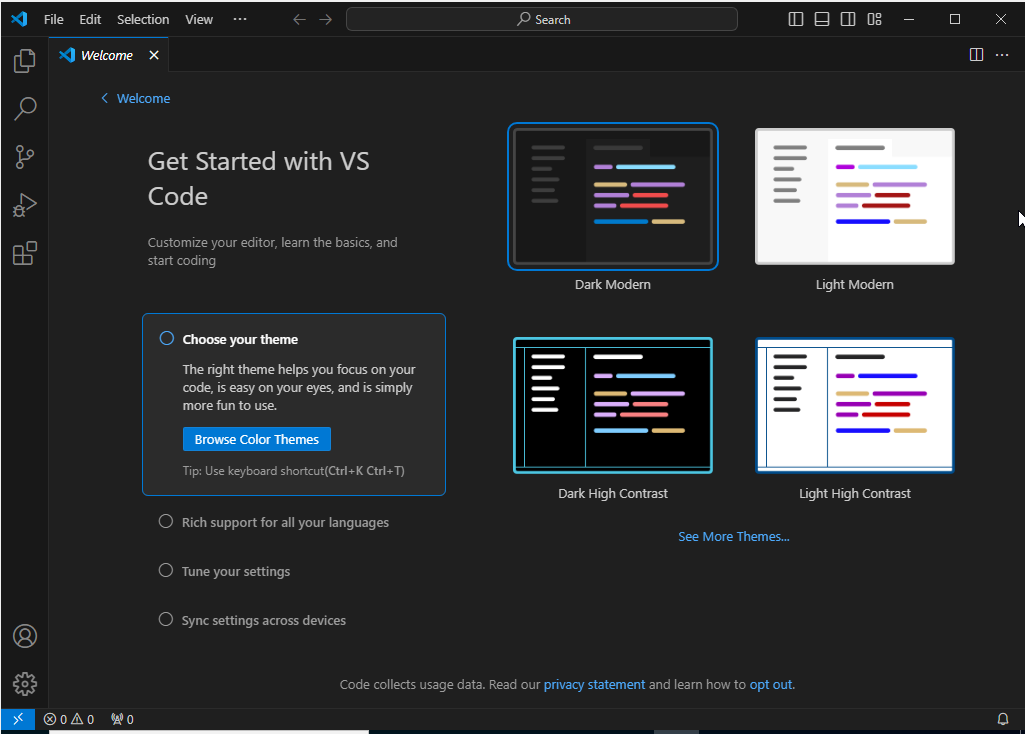 File Edit Selection View ···
Search
Welcome
Welcome
Get Started with VS
Code
Customize your editor, learn the basics, and
start coding
Choose your theme
The right theme helps you focus on your
code, is easy on your eyes, and is simply
more fun to use.
Browse Color Themes
Tip: Use keyboard shortcut(Ctrl+K Ctrl+T)
Rich support for all your languages
Tune your settings
Sync settings across devices
Dark Modern
Light Modern
Dark High Contrast
Light High Contrast
See More Themes...
Code collects usage data. Read our privacy statement and learn how to opt out.
0 0 0